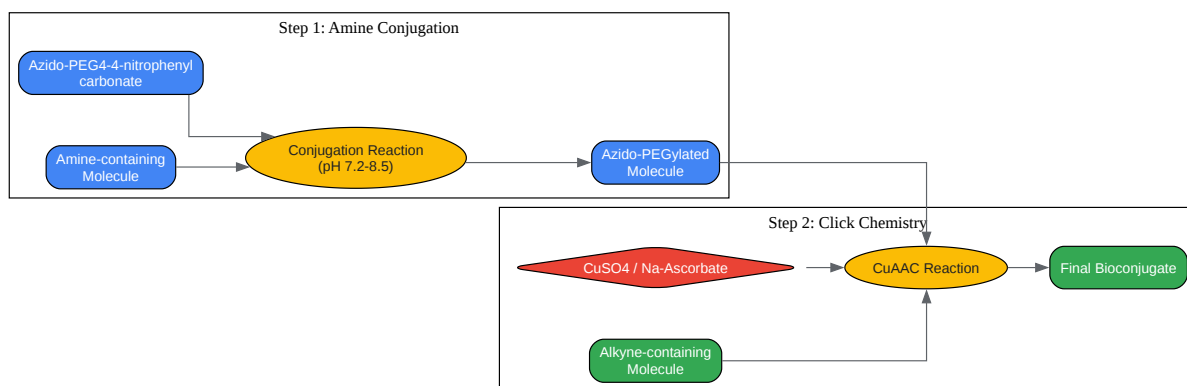 Step 1: Amine Conjugation
Azido-PEG4-4-nitrophenyl
carbonate
Amine-containing
Molecule
Conjugation Reaction
(pH 7.2-8.5)
Azido-PEGylated
Molecule
Step 2: Click Chemistry
CuSO4 / Na-Ascorbate
CuAAC Reaction
Final Bioconjugate
Alkyne-containing
Molecule